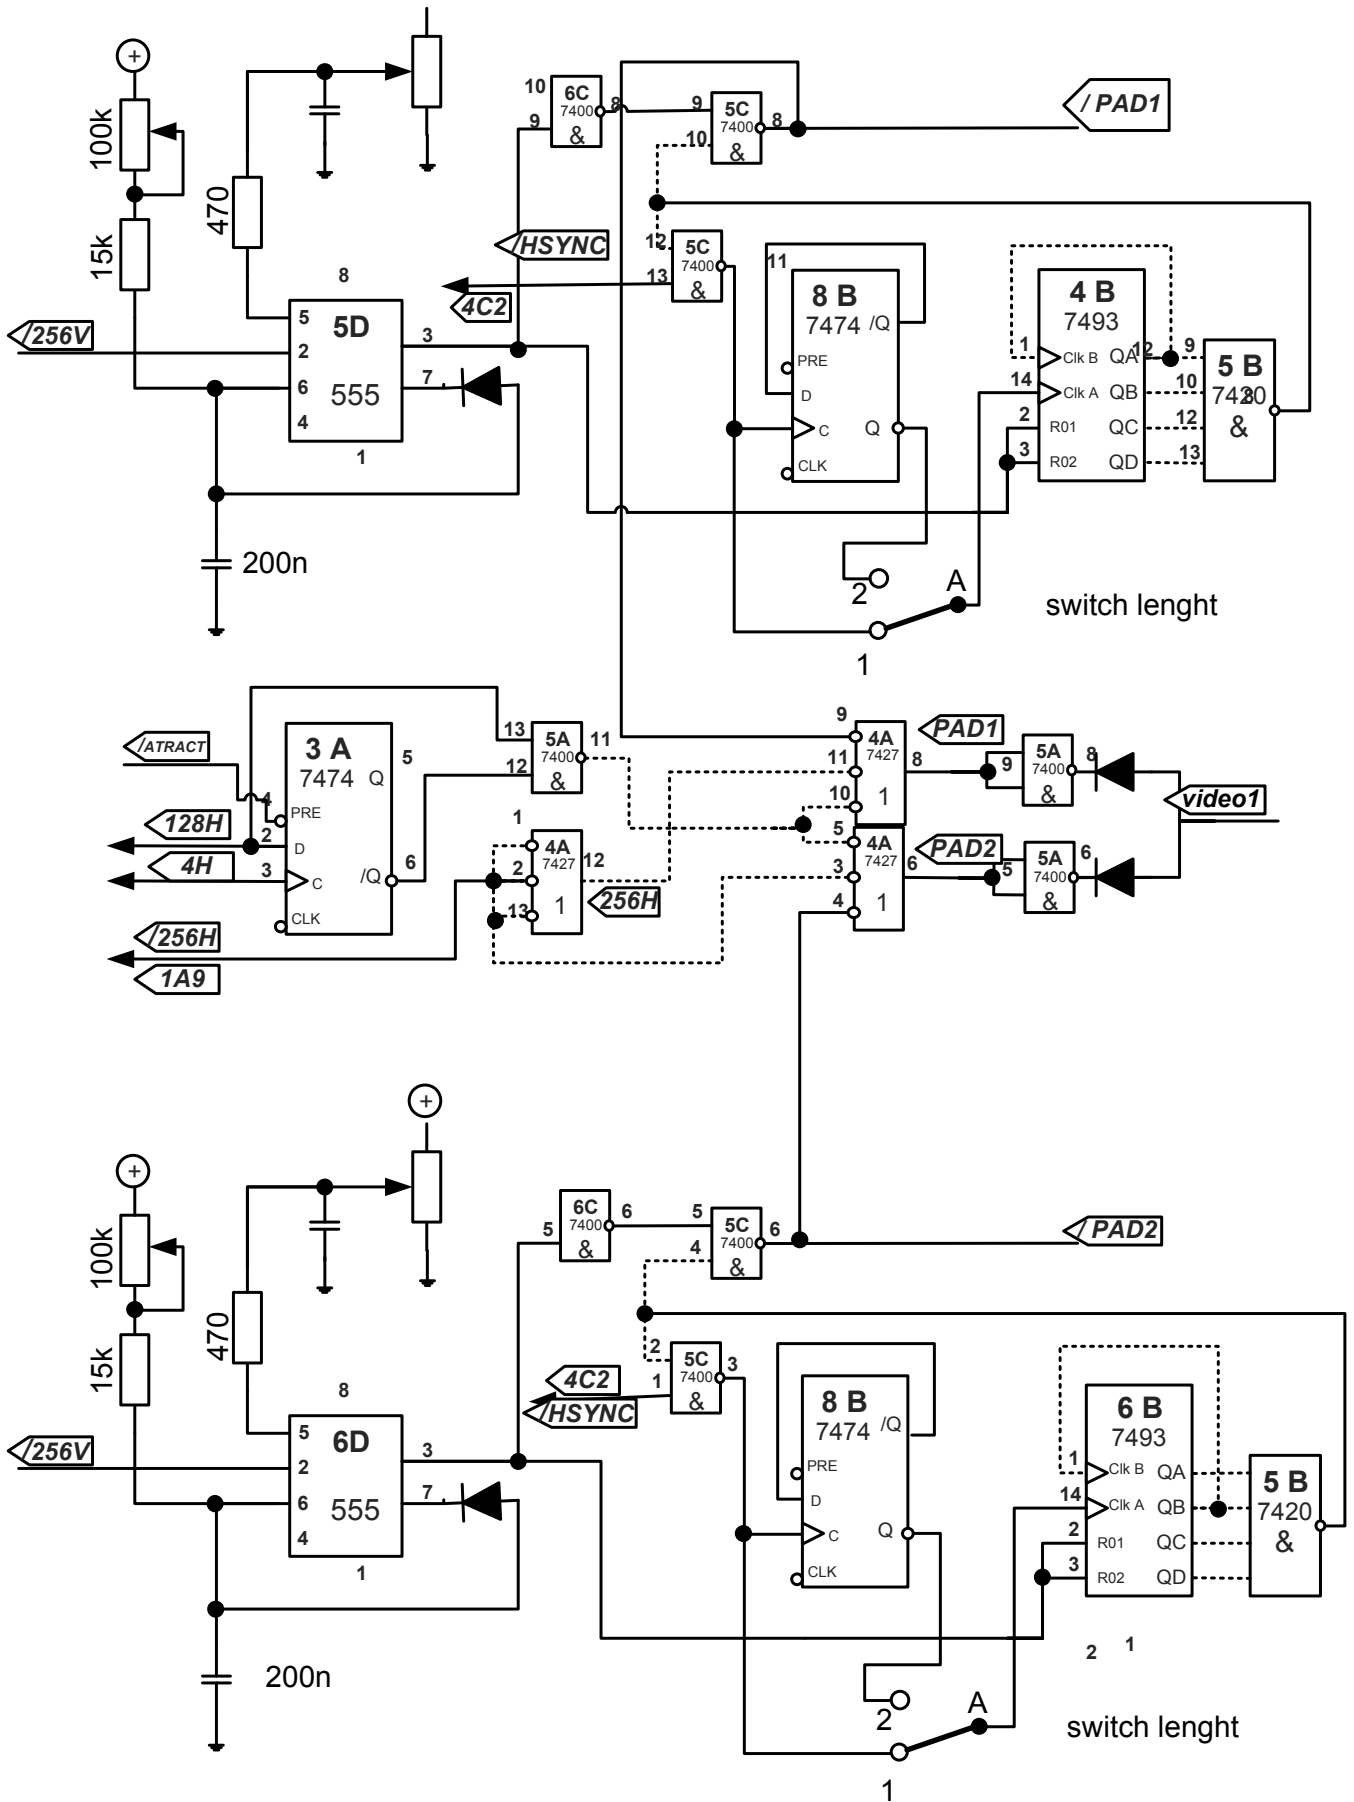 +
100k
15k
470
10
9
6C
7400
&
8
9
10
5C
7400
&
8
/ PAD1
/HSYNC
4C2
12
13
5C
7400
&
/256V
8
5
2
6
4
5D
555
3
7
1
200n
11
8 B
7474
/Q
PRE
D
C
Q
CLK
4 B
7493
1
Clk B
QA
12
9
14
Clk A
QB
10
2
R01
QC
12
3
R02
QD
13
5 B
7420
8
&
2
A
1
switch lenght
/ATRACT
128H
4H
/256H
1A9
4
2
3
3 A
7474
Q
5
PRE
D
C
/Q
6
CLK
13
12
5A
7400
&
11
1
2
13
4A
7427
1
12
256H
9
11
10
4A
7427
1
8
5
3
4
4A
7427
1
6
PAD1
9
5A
7400
&
8
PAD2
5
5A
7400
&
6
video1
+
+
100k
15k
470
5
6C
7400
&
6
5
4
5C
7400
&
6
/ PAD2
4C2
/HSYNC
2
1
5C
7400
&
3
/256V
8
5
2
6
4
6D
555
3
7
1
200n
8 B
7474
/Q
PRE
D
C
Q
CLK
6 B
7493
1
Clk B
QA
14
Clk A
QB
2
R01
QC
3
R02
QD
5 B
7420
&
2
1
2
A
1
switch lenght